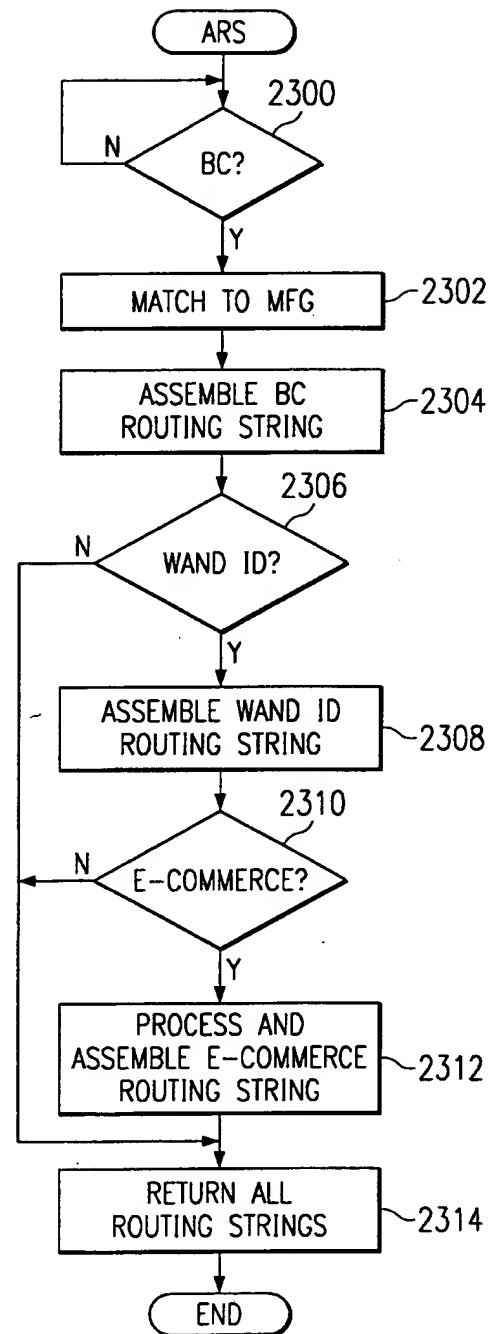 ARS
2300
N
BC?
Y
MATCH TO MFG
2302
ASSEMBLE BC
ROUTING STRING
2304
2306
N
WAND ID?
Y
ASSEMBLE WAND ID
ROUTING STRING
2308
2310
N
E-COMMERCE?
Y
PROCESS AND
ASSEMBLE E-COMMERCE
ROUTING STRING
2312
RETURN ALL
ROUTING STRINGS
2314
END